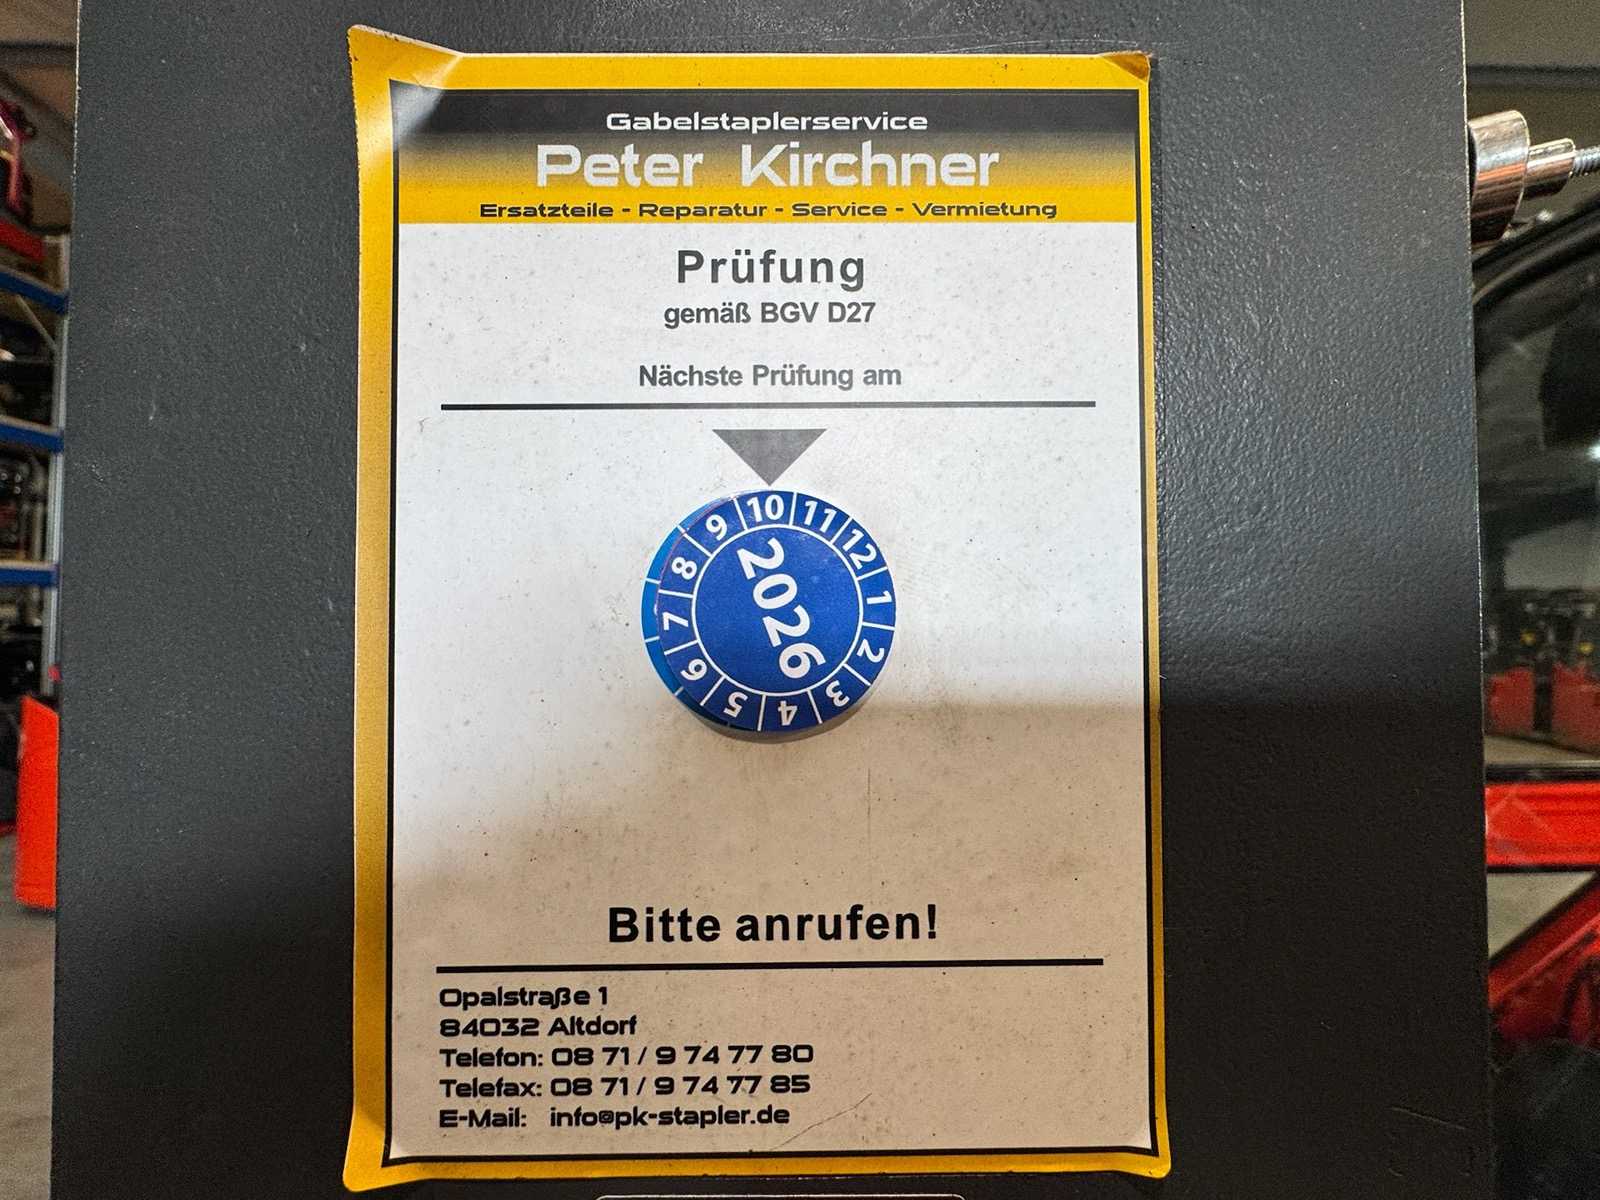 Gabelstaplerservice
Peter Kirchner
Ersatzteile - Reparatur - Service - Vermietung
Prüfung
gemäß BGV D27
Nächste Prüfung am
10 11 12 1 2 3 4 5 6 7 8 9
2026
Bitte anrufen!
Opalstraße 1
84032 Altdorf
Telefon: 08 71 / 9 74 77 80
Telefax: 08 71 / 9 74 77 85
E-Mail: info@pk-stapler.de